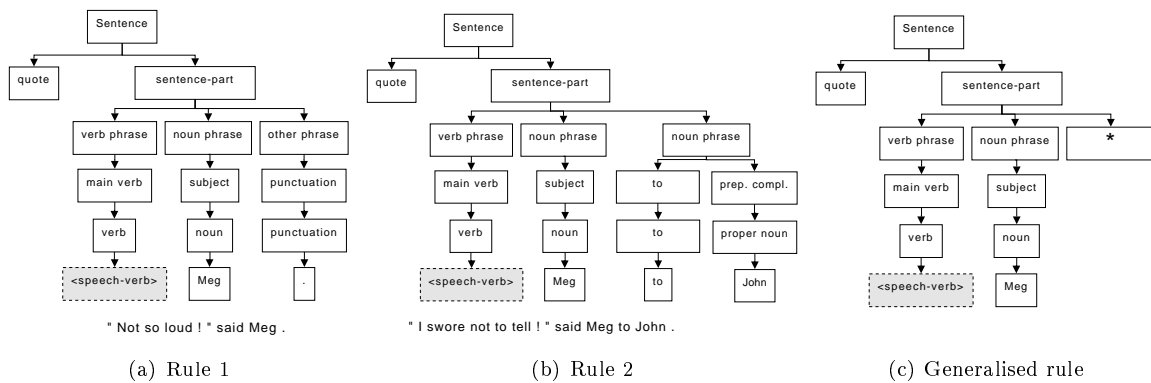 Sentence
quote
sentence-part
verb phrase
noun phrase
other phrase
main verb
subject
punctuation
verb
noun
punctuation
<speech-verb>
Meg
.
" Not so loud ! " said Meg .
(a) Rule 1
Sentence
quote
sentence-part
verb phrase
noun phrase
noun phrase
main verb
subject
to
prep. compl.
verb
noun
to
proper noun
<speech-verb>
Meg
to
John
" I swore not to tell ! " said Meg to John .
(b) Rule 2
Sentence
quote
sentence-part
verb phrase
noun phrase
*
main verb
subject
verb
noun
<speech-verb>
Meg
(c) Generalised rule